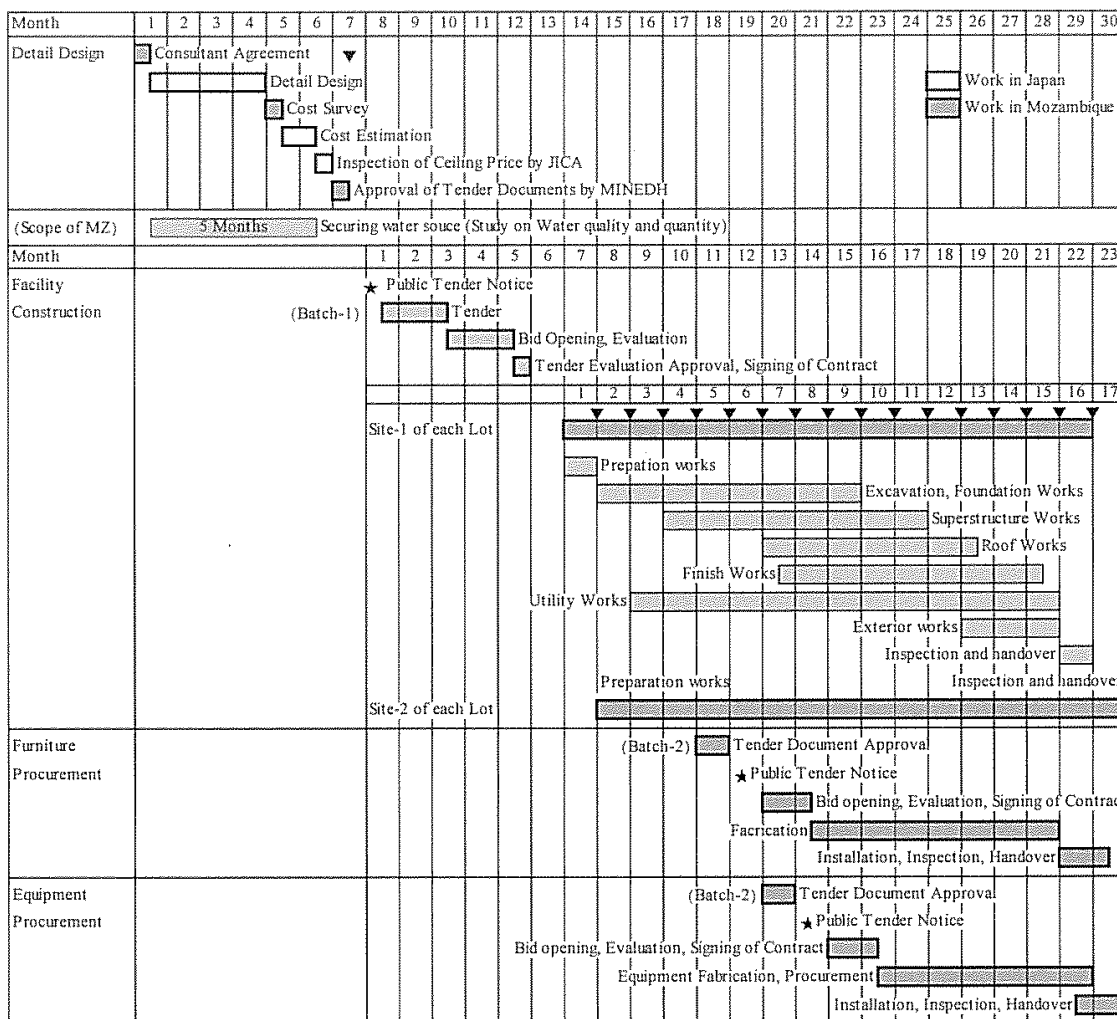 Month 1 2 3 4 5 6 7 8 9 10 11 12 13 14 15 16 17 18 19 20 21 22 23 24 25 26 27 28 29 30
Detail Design Consultant Agreement
Detail Design Work in Japan
Cost Survey Work in Mozambique
Cost Estimation
Inspection of Ceiling Price by JICA
Approval of Tender Documents by MINEDH
(Scope of MZ) 5 Months Securing water souce (Study on Water quality and quantity)
Month 1 2 3 4 5 6 7 9 4 10 11 12 13 14 15 16 17 18 19 20 21 22 23
Facility ★ Public Tender Notice
Construction (Batch-1) Tender
Bid Opening, Evaluation
Tender Evaluation Approval, Signing of Contract
1 2 3 4 5 6 7 8 9 10 11 12 13 14 15 16 17
Site-1 of each Lot
Prepation works
Excavation, Foundation Works
Superstructure Works
Roof Works
Finish Works
Utility Works
Exterior works
Inspection and handover
Preparation works Inspection and handover
Site-2 of each Lot
Furniture (Batch-2) Tender Document Approval
Procurement ★ Public Tender Notice
Bid opening, Evaluation, Signing of Contract
Facrication
Installation, Inspection, Handover
Equipment (Batch-2) Tender Document Approval
Procurement ★ Public Tender Notice
Bid opening, Evaluation, Signing of Contract
Equipment Fabrication, Procurement
Installation, Inspection, Handover